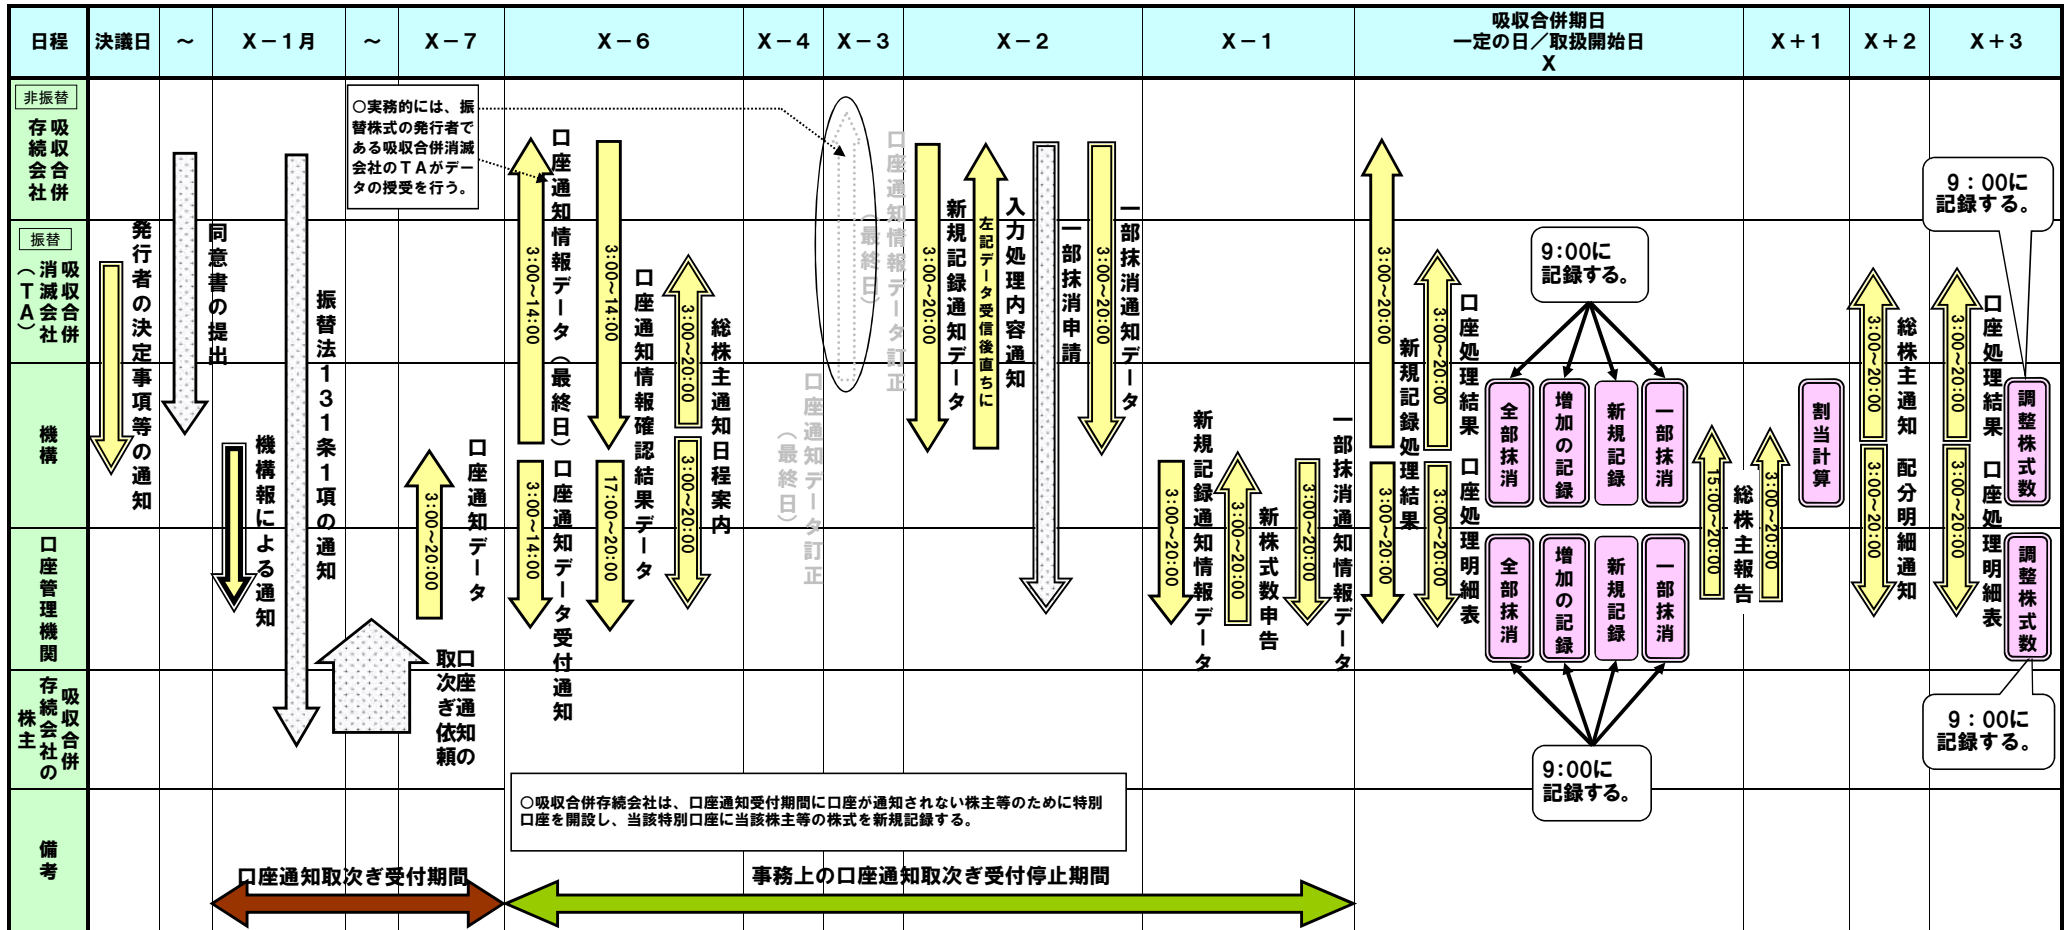 日程
決議日
～
X－１月
～
X－７
X－６
X－４
X－３
X－２
X－１
吸収合併期日
一定の日／取扱開始日
X
X＋１
X＋２
X＋３
非振替
吸収合併
存続会社
振替
吸収合併
消滅会社
（ＴＡ）
機構
口座管理機関
吸収合併
存続会社の
株主
備考
発行者の決定事項等の通知
同意書の提出
機構報による通知
振替法１３１条１項の通知
○実務的には、振
替株式の発行者で
ある吸収合併消滅
会社のＴＡがデー
タの授受を行う。
3:00～20:00
口座通知データ
口座通知の
取次ぎ依頼
3:00～14:00
口座通知情報データ（最終日）
3:00～14:00
口座通知データ受付通知
3:00～14:00
17:00～20:00
口座通知情報確認結果データ
3:00～20:00
3:00～20:00
総株主通知日程案内
口座通知データ訂正
（最終日）
口座通知情報データ訂正
（最終日）
3:00～20:00
新規記録通知データ
左記データ受信後直ちに
入力処理内容通知
一部抹消申請
3:00～20:00
一部抹消通知データ
3:00～20:00
新規記録通知情報データ
3:00～20:00
新株式数申告
3:00～20:00
一部抹消通知情報データ
3:00～20:00
3:00～20:00
新規記録処理結果
3:00～20:00
口座処理結果
3:00～20:00
口座処理明細表
9:00に
記録する。
全部抹消
増加の記録
新規記録
一部抹消
全部抹消
増加の記録
新規記録
一部抹消
9:00に
記録する。
15:00～20:00
総株主報告
3:00～20:00
割当計算
3:00～20:00
総株主通知
3:00～20:00
配分明細通知
3:00～20:00
口座処理結果
3:00～20:00
口座処理明細表
9：00に
記録する。
調整株式数
調整株式数
9：00に
記録する。
○吸収合併存続会社は、口座通知受付期間に口座が通知されない株主等のために特別
口座を開設し、当該特別口座に当該株主等の株式を新規記録する。
口座通知取次ぎ受付期間
事務上の口座通知取次ぎ受付停止期間